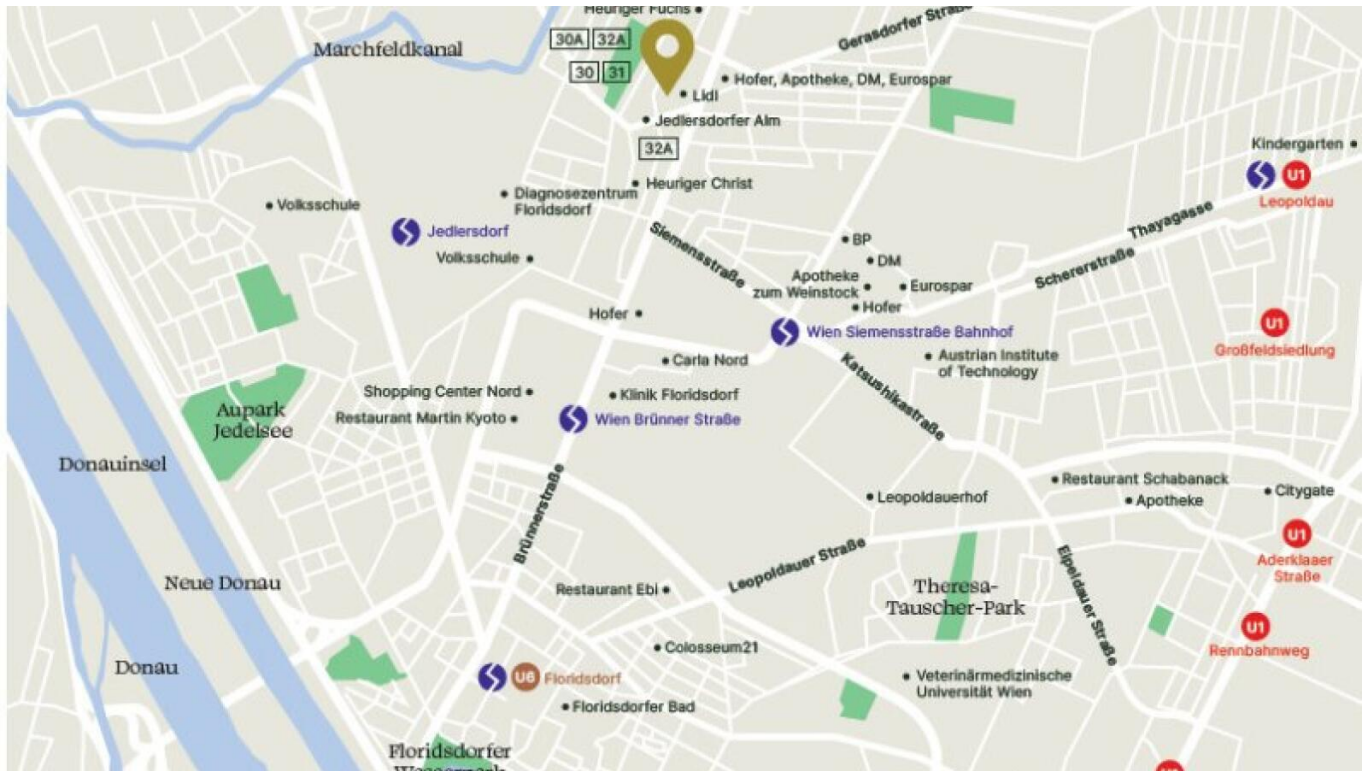 Heuriger Fuchs
Gerasdorfer Straße
Marchfeldkanal
30A
32A
30
31
Hofer, Apotheke, DM, Eurospar
Lidl
Jedlersdorfer Alm
32A
Kindergarten
U1
Leopoldau
Heuriger Christ
Diagnosezentrum
Floridsdorf
Volksschule
Thayagasse
Jedlersdorf
Siemensstraße
BP
Volksschule
DM
Schererstraße
Apotheke
zum Weinstock
Eurospar
Hofer
Hofer
U1
Großfeldsiedlung
Wien Siemensstraße Bahnhof
Carla Nord
Austrian Institute
of Technology
Katsushikastraße
Shopping Center Nord
Klinik Floridsdorf
Restaurant Martin Kyoto
Wien Brünner Straße
Aupark
Jedelsee
Donauinsel
Restaurant Schabanack
Citygate
Leopoldauerhof
Apotheke
Brünnerstraße
U1
Aderklaaer
Straße
Leopoldauer Straße
Eipeldauer Straße
Neue Donau
Restaurant Ebi
Theresa-
Tauscher-Park
U1
Rennbahnweg
Colosseum21
Donau
U6
Floridsdorf
Veterinärmedizinische
Universität Wien
Floridsdorfer Bad
Floridsdorfer